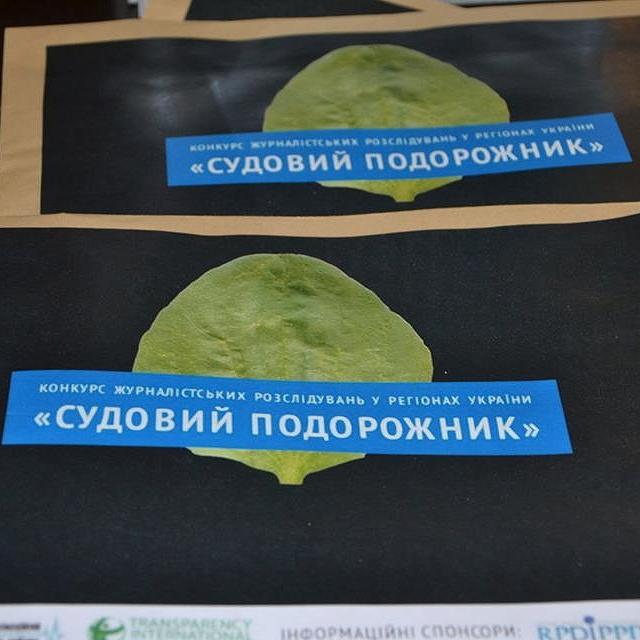 КОНКУРС ЖУРНАЛІСТСЬКИХ РОЗСЛІДУВАНЬ У РЕГІОНАХ УКРАЇНИ
«СУДОВИЙ ПОДОРОЖНИК»
КОНКУРС ЖУРНАЛІСТСЬКИХ РОЗСЛІДУВАНЬ У РЕГІОНАХ УКРАЇНИ
«СУДОВИЙ ПОДОРОЖНИК»
TRANSPARENCY
INTERNATIONAL
ІНФОРМАЦІЙНІ СПОНСОРИ: